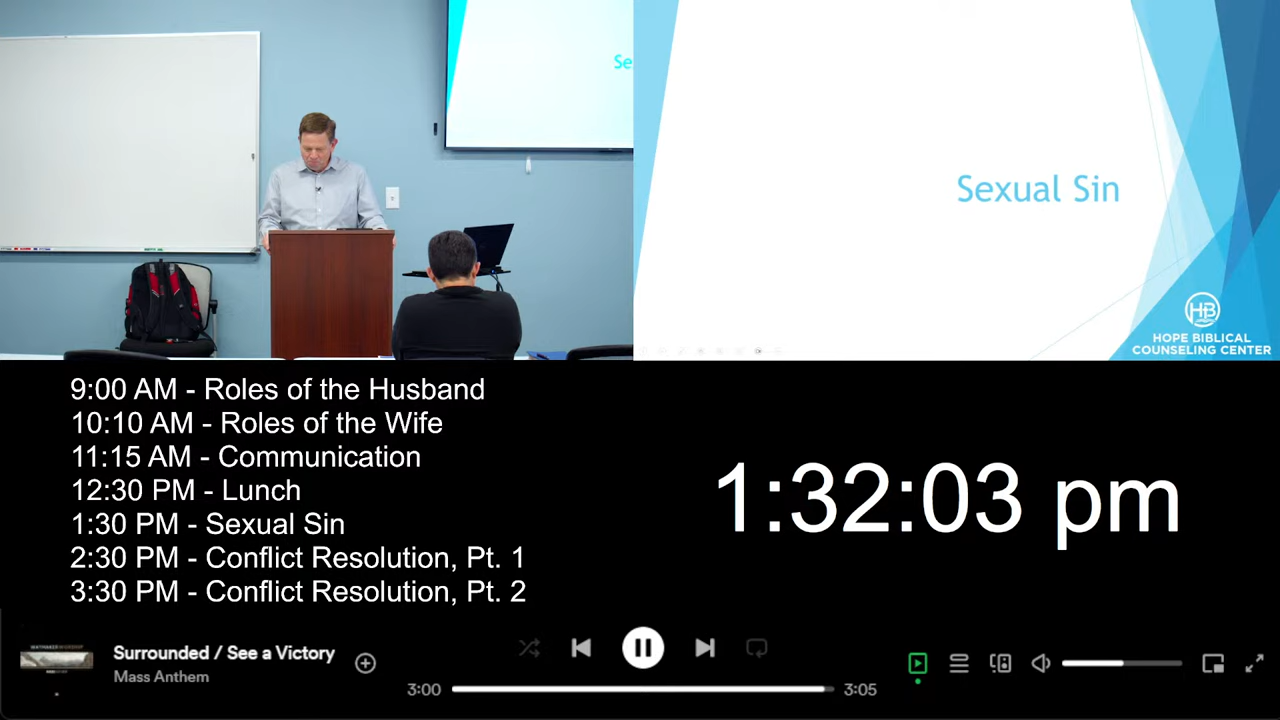 Se
Sexual Sin
HB
HOPE BIBLICAL
COUNSELING CENTER
9:00 AM - Roles of the Husband
10:10 AM - Roles of the Wife
11:15 AM - Communication
12:30 PM - Lunch
1:30 PM - Sexual Sin
2:30 PM - Conflict Resolution, Pt. 1
3:30 PM - Conflict Resolution, Pt. 2
1:32:03 pm
Surrounded / See a Victory
Mass Anthem
3:00
3:05